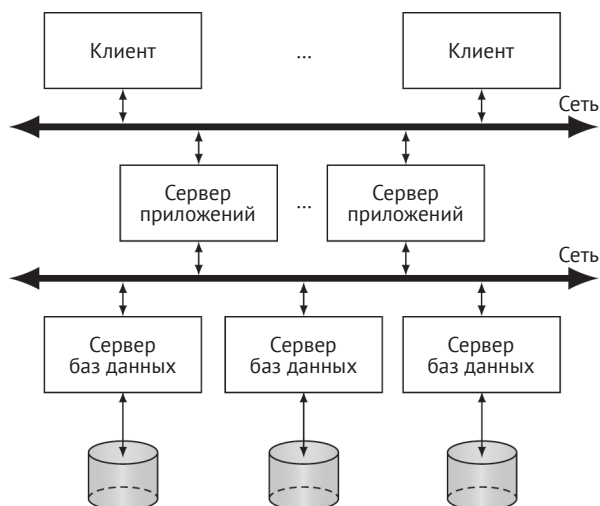 Клиент
...
Клиент
Сеть
Сервер
приложений
...
Сервер
приложений
Сеть
Сервер
баз данных
Сервер
баз данных
Сервер
баз данных